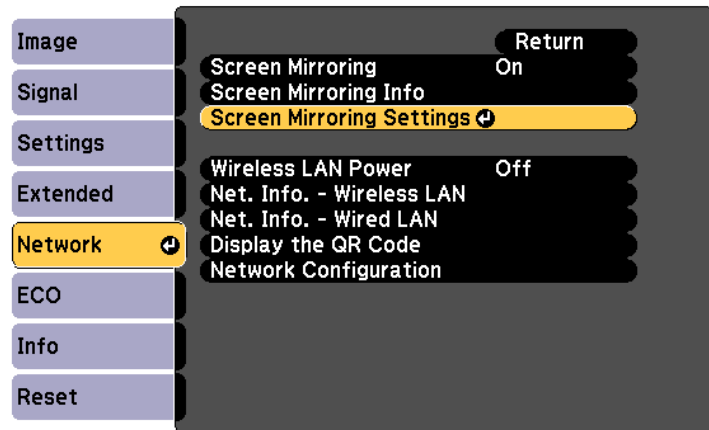 Image
Signal
Settings
Extended
Network
ECO
Info
Reset
Return
Screen Mirroring On
Screen Mirroring Info
Screen Mirroring Settings
Wireless LAN Power Off
Net. Info. - Wireless LAN
Net. Info. - Wired LAN
Display the QR Code
Network Configuration